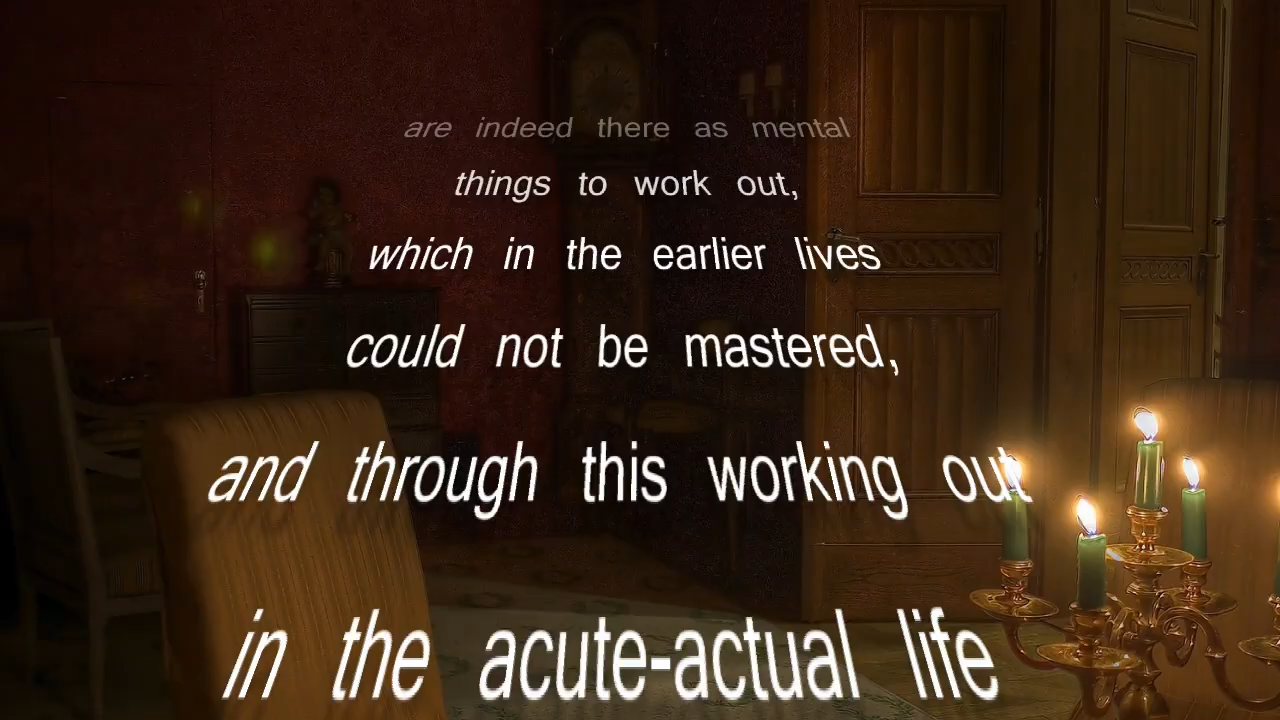 are indeed there as mental
things to work out,
which in the earlier lives
could not be mastered,
and through this working out
in the acute-actual life